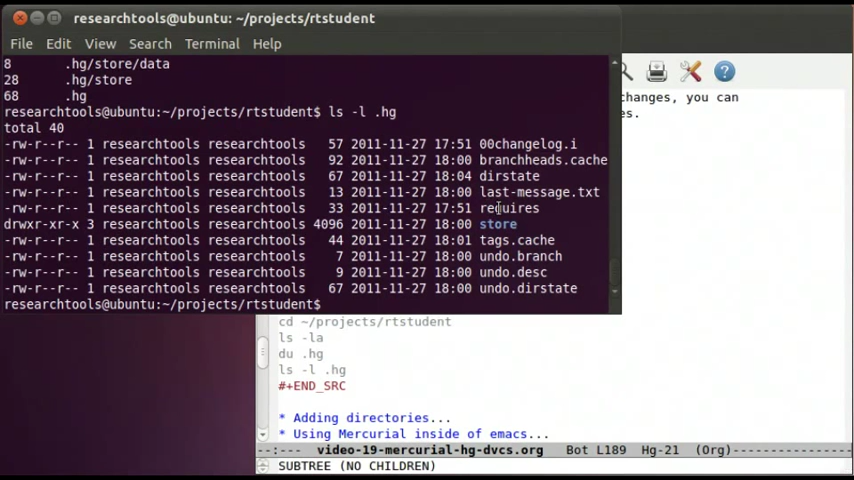 researchtools@ubuntu: ~/projects/rtstudent
File Edit View Search Terminal Help
8 .hg/store/data
28 .hg/store
68 .hg
researchtools@ubuntu:~/projects/rtstudent$ ls -l .hg
total 40
-rw-r--r-- 1 researchtools researchtools 57 2011-11-27 17:51 00changelog.i
-rw-r--r-- 1 researchtools researchtools 92 2011-11-27 18:00 branchheads.cache
-rw-r--r-- 1 researchtools researchtools 67 2011-11-27 18:04 dirstate
-rw-r--r-- 1 researchtools researchtools 13 2011-11-27 18:00 last-message.txt
-rw-r--r-- 1 researchtools researchtools 33 2011-11-27 17:51 requires
drwxr-xr-x 3 researchtools researchtools 4096 2011-11-27 18:00 store
-rw-r--r-- 1 researchtools researchtools 44 2011-11-27 18:01 tags.cache
-rw-r--r-- 1 researchtools researchtools 7 2011-11-27 18:00 undo.branch
-rw-r--r-- 1 researchtools researchtools 9 2011-11-27 18:00 undo.desc
-rw-r--r-- 1 researchtools researchtools 67 2011-11-27 18:00 undo.dirstate
researchtools@ubuntu:~/projects/rtstudent$
changes, you can
es.
cd ~/projects/rtstudent
ls -la
du .hg
ls -l .hg
#+END_SRC
* Adding directories...
* Using Mercurial inside of emacs...
--:--- video-19-mercurial-hg-dvcs.org Bot L189 Hg-21 (Org)----------------
SUBTREE (NO CHILDREN)